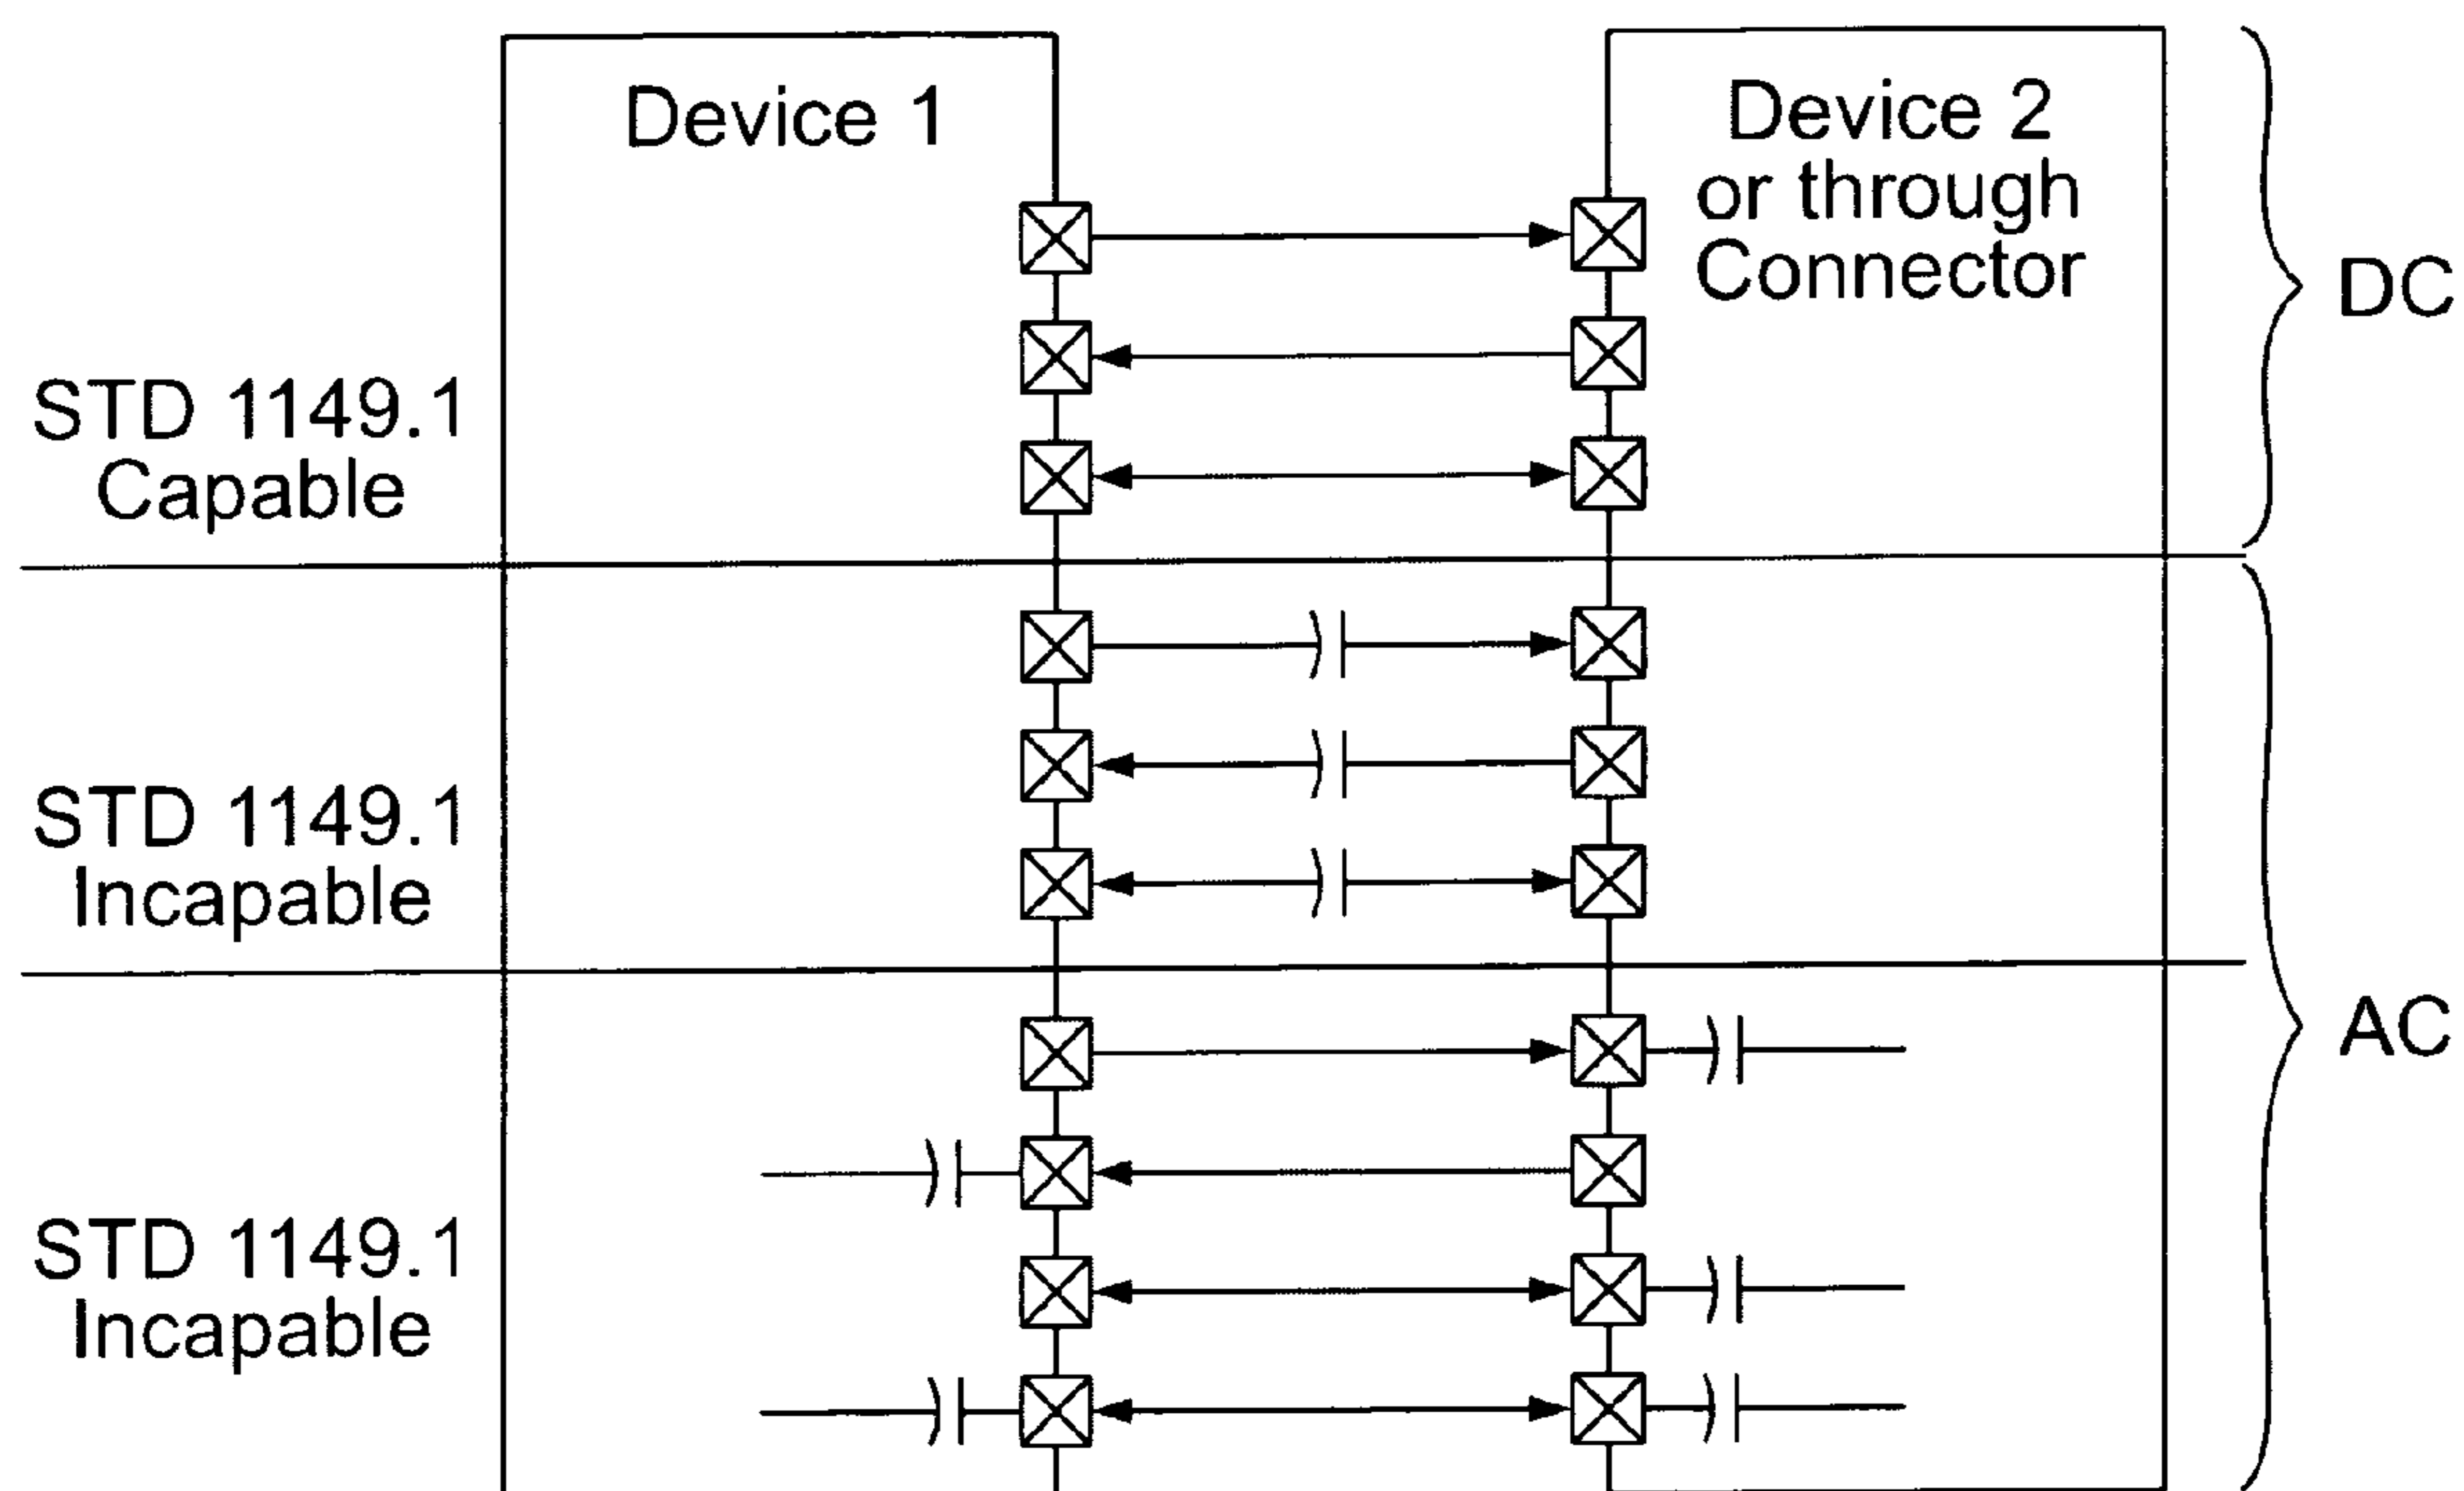 Device 1
Device 2
or through
Connector
DC
STD 1149.1
Capable
STD 1149.1
Incapable
AC
STD 1149.1
Incapable